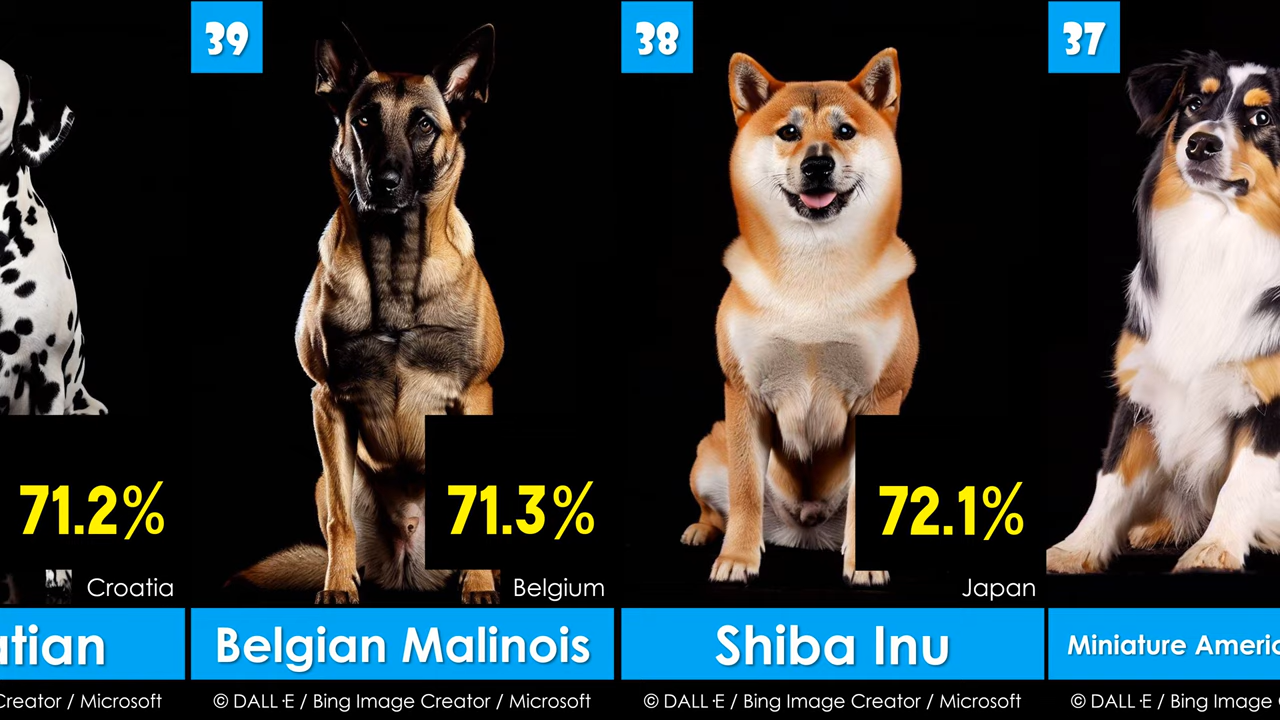 39
38
37
71.2%
71.3%
72.1%
Croatia
Belgium
Japan
atian
Belgian Malinois
Shiba Inu
Miniature Americ
Creator / Microsoft
© DALL·E / Bing Image Creator / Microsoft
© DALL·E / Bing Image Creator / Microsoft
© DALL·E / Bing Image